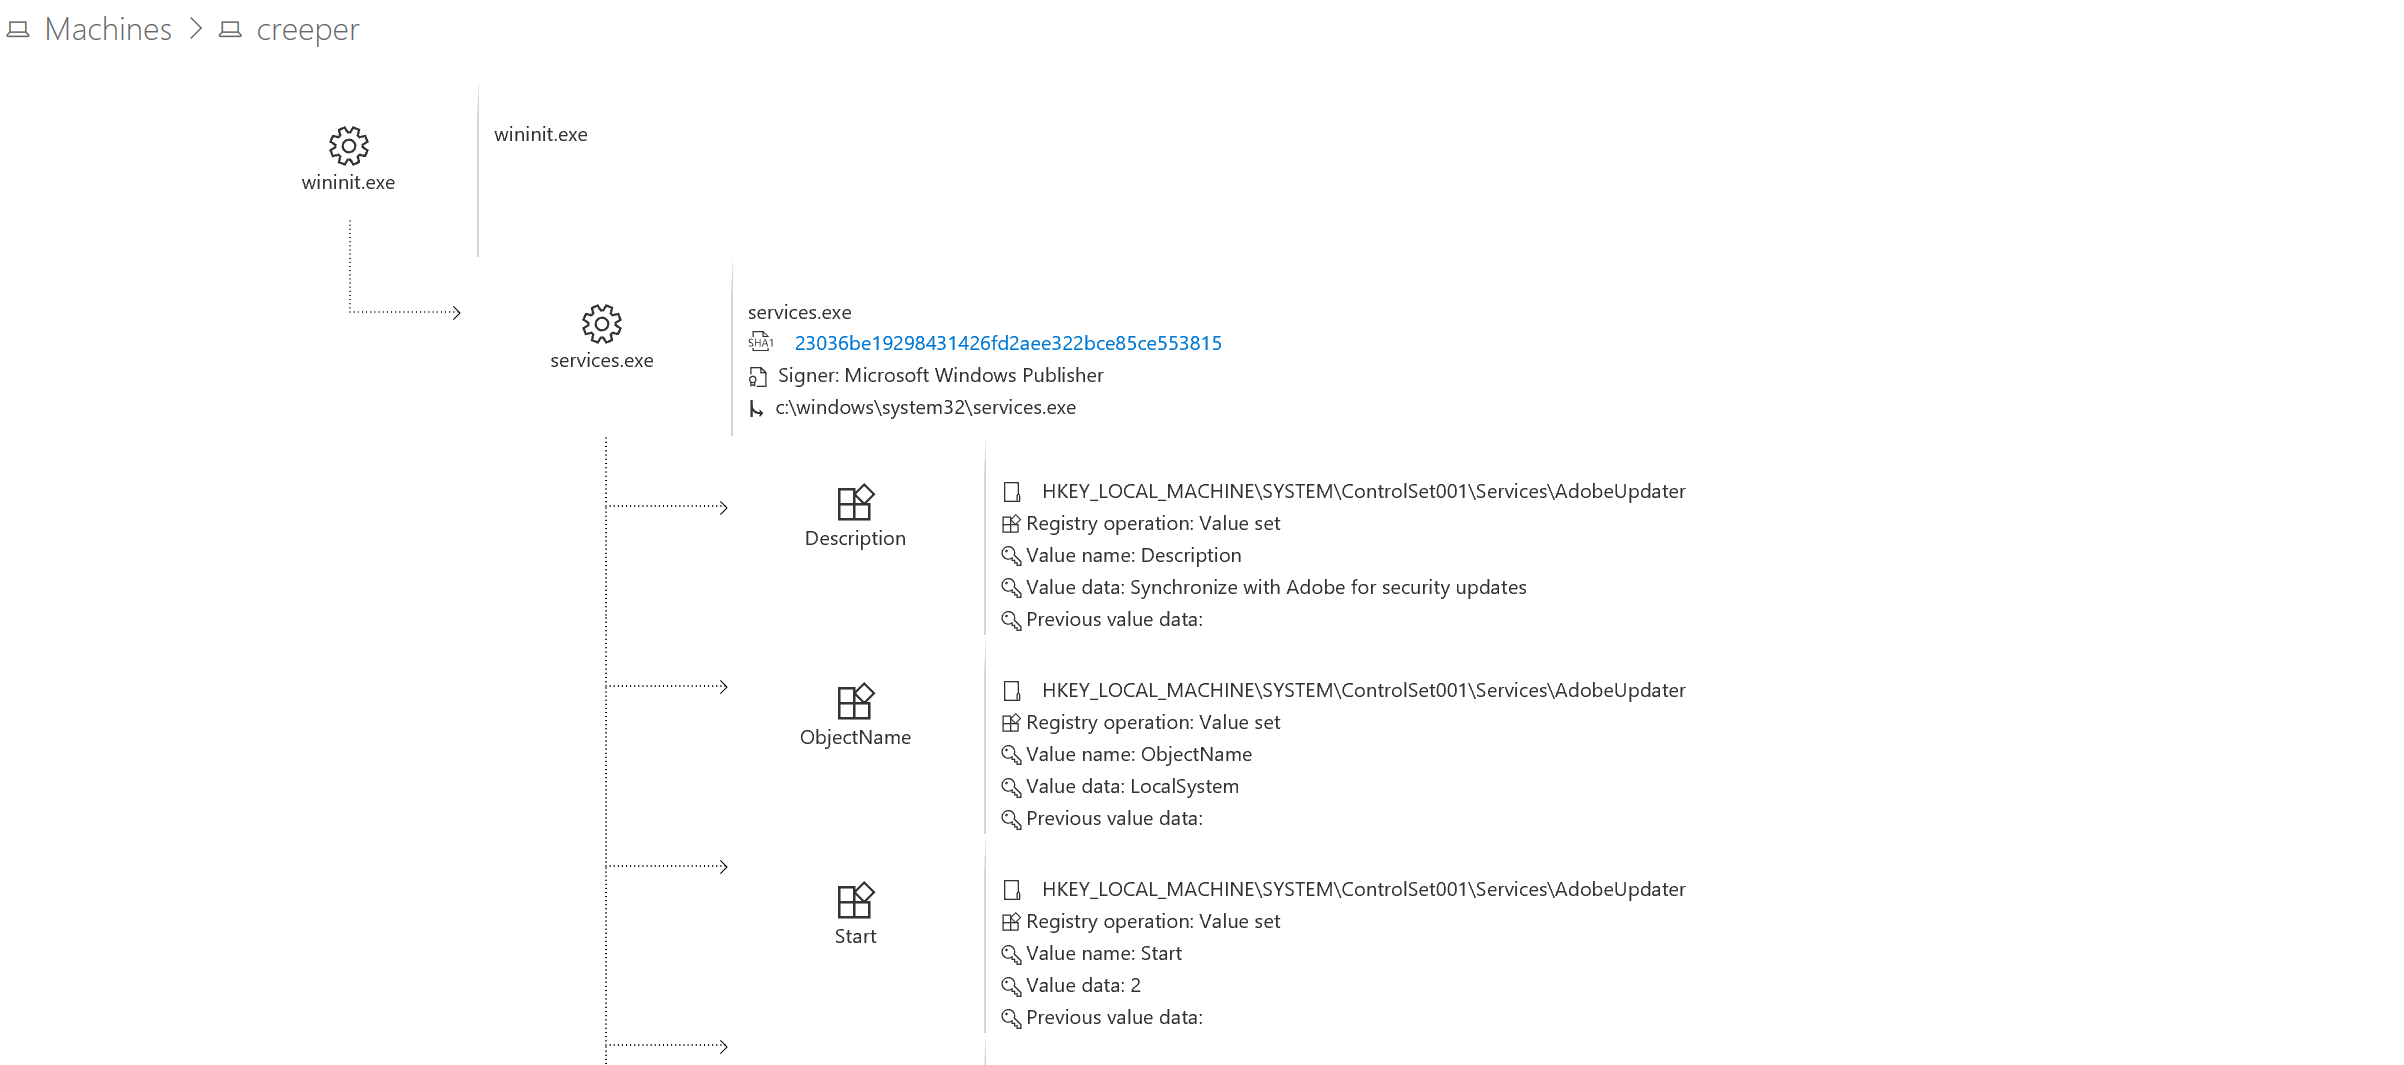 Machines > creeper
wininit.exe
wininit.exe
services.exe
services.exe
SHA1 23036be19298431426fd2aee322bce85ce553815
Signer: Microsoft Windows Publisher
c:\windows\system32\services.exe
Description
HKEY_LOCAL_MACHINE\SYSTEM\ControlSet001\Services\AdobeUpdater
Registry operation: Value set
Value name: Description
Value data: Synchronize with Adobe for security updates
Previous value data:
ObjectName
HKEY_LOCAL_MACHINE\SYSTEM\ControlSet001\Services\AdobeUpdater
Registry operation: Value set
Value name: ObjectName
Value data: LocalSystem
Previous value data:
Start
HKEY_LOCAL_MACHINE\SYSTEM\ControlSet001\Services\AdobeUpdater
Registry operation: Value set
Value name: Start
Value data: 2
Previous value data: